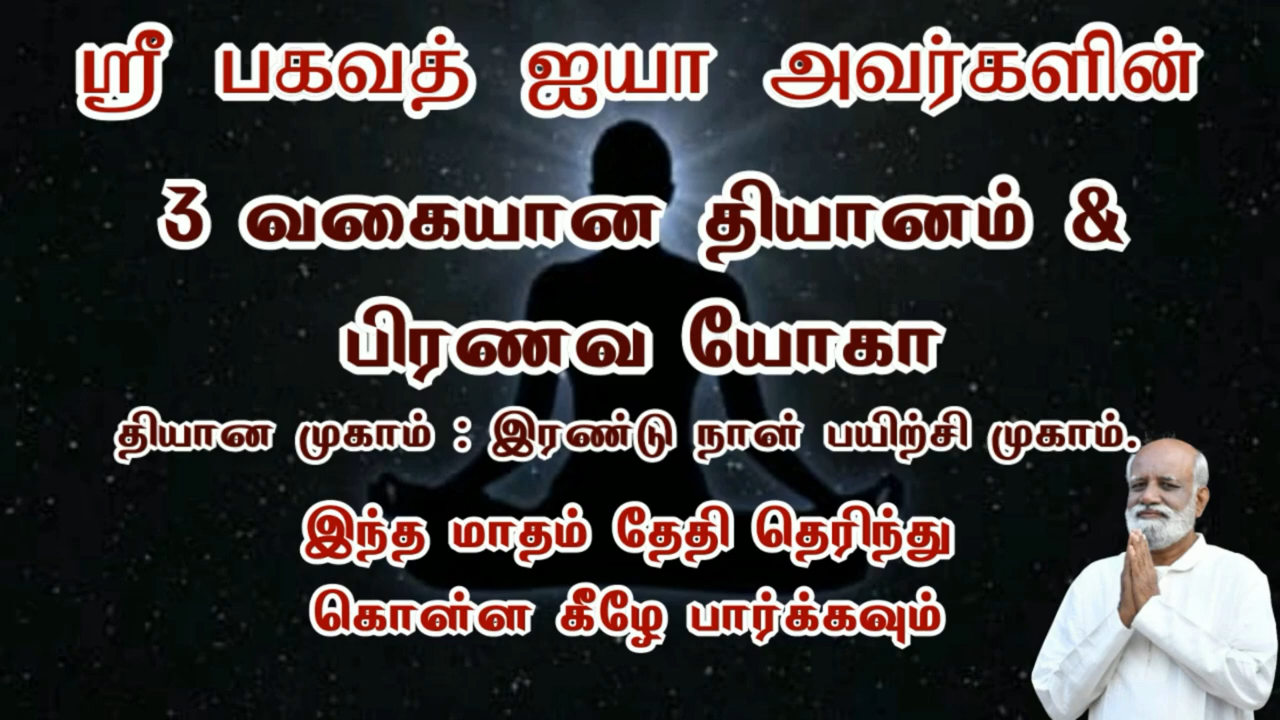 ஸ்ரீ பகவத் ஐயா அவர்களின்
3 வகையான தியானம் &
பிரணவ யோகா
தியான முகாம் : இரண்டு நாள் பயிற்சி முகாம்.
இந்த மாதம் தேதி தெரிந்து
கொள்ள கீழே பார்க்கவும்